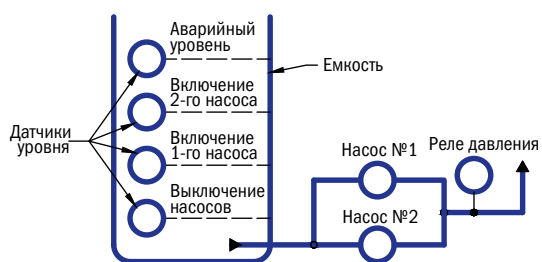 Аварийный
уровень
Емкость
Включение
2-го насоса
Датчики
уровня
Включение
1-го насоса
Выключение
насосов
Насос №1
Реле давления
Насос №2